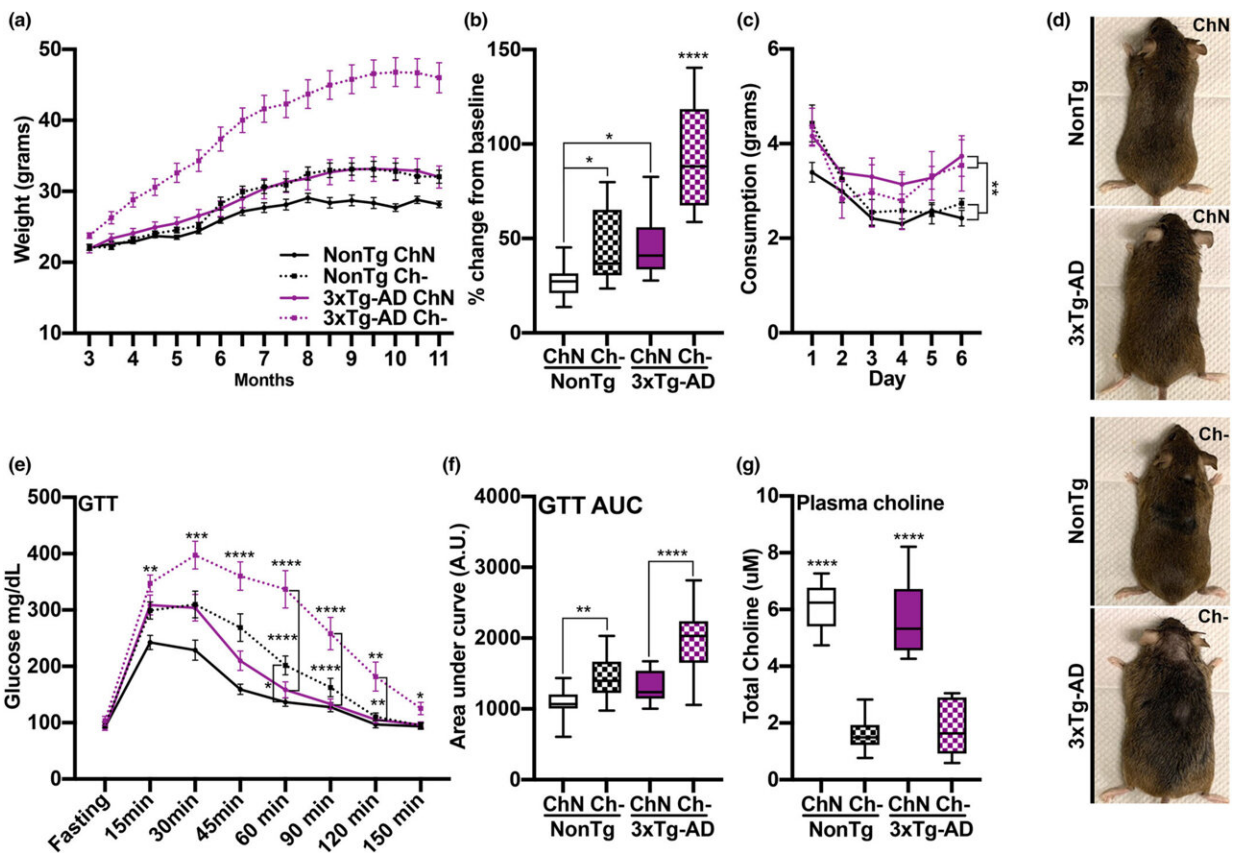 (a)
Weight (grams)
50
40
30
20
10
NonTg ChN
NonTg Ch-
3xTg-AD ChN
3xTg-AD Ch-
3 4 5 6 7 8 9 10 11
Months
(b)
% change from baseline
150
100
50
0
*
*
****
ChN Ch- ChN Ch-
NonTg 3xTg-AD
(c)
Consumption (grams)
6
4
2
0
**
1 2 3 4 5 6
Day
(d)
ChN
NonTg
ChN
3xTg-AD
Ch-
NonTg
Ch-
3xTg-AD
(e)
GTT
Glucose mg/dL
500
400
300
200
100
0
**
***
****
****
****
*
****
****
**
**
*
Fasting 15min 30min 45min 60 min 90 min 120 min 150 min
(f)
GTT AUC
Area under curve (A.U.)
4000
3000
2000
1000
0
**
****
ChN Ch- ChN Ch-
NonTg 3xTg-AD
(g)
Plasma choline
Total Choline (uM)
10
8
6
4
2
0
****
****
ChN Ch- ChN Ch-
NonTg 3xTg-AD